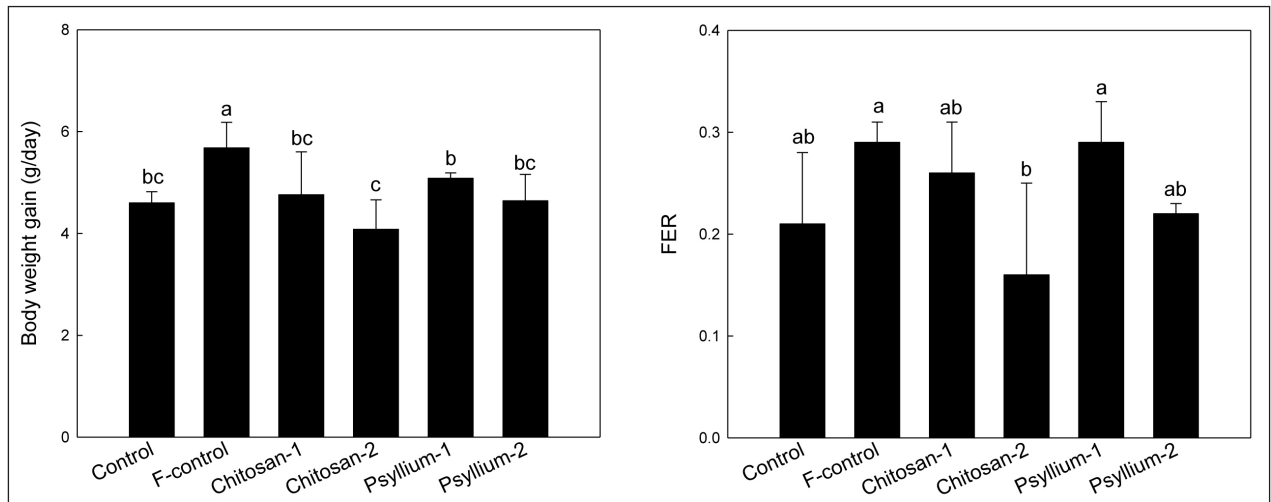 Body weight gain (g/day)
8
6
4
2
0
bc
a
bc
c
b
bc
Control
F-control
Chitosan-1
Chitosan-2
Psyllium-1
Psyllium-2
FER
0.4
0.3
0.2
0.1
0.0
ab
a
ab
b
a
ab
Control
F-control
Chitosan-1
Chitosan-2
Psyllium-1
Psyllium-2